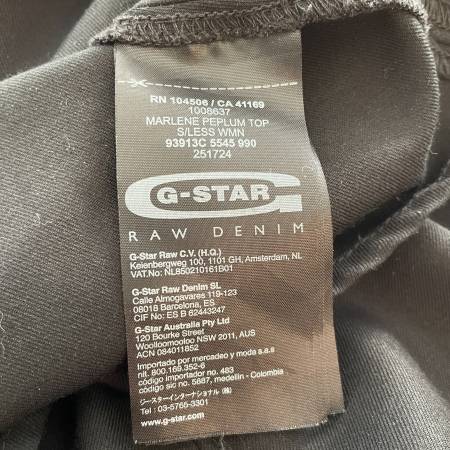 RN 104506 / CA 41169
1008637
MARLENE PEPLUM TOP
S/LESS WMN
93913C 5545 990
251724
G-STAR
RAW DENIM
G-Star Raw C.V. (H.Q.)
Keienbergweg 100, 1101 GH, Amsterdam, NL
VAT.No: NL850210161B01
G-Star Raw Denim SL
Calle Almogavares 119-123
08018 Barcelona, ES
CIF No: ES B 62443247
G-Star Australia Pty Ltd
120 Bourke Street
Woolloomooloo NSW 2011, AUS
ACN 084011852
Importado por mercadeo y moda s.a.s
nit. 800.169.352-6
código importador no. 483
código sic no. 5887, medellin - Colombia
ジースターインターナショナル(株)
Tel : 03-5765-3301
www.g-star.com